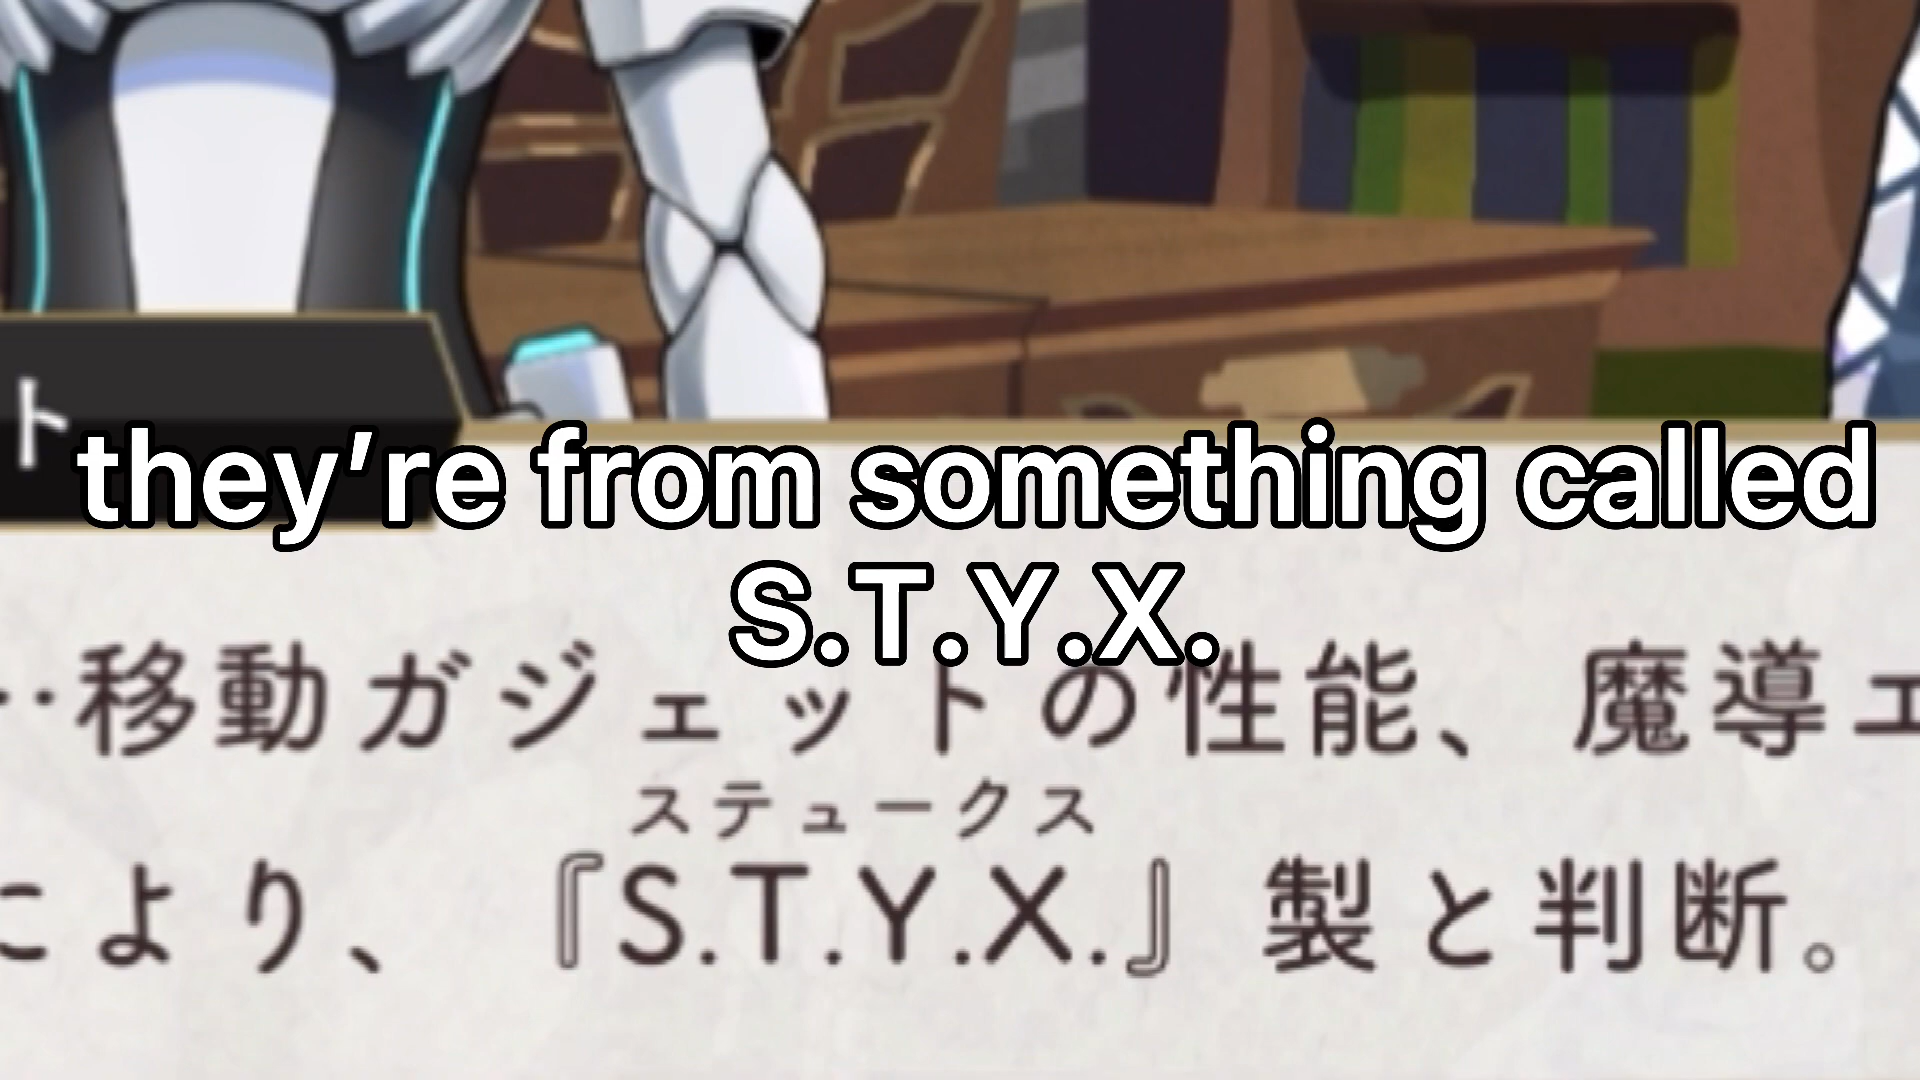 ト
they're from something called
S.T.Y.X.
‥移動ガジェットの性能、魔導エ
ステュークス
により、『S.T.Y.X.』製と判断。